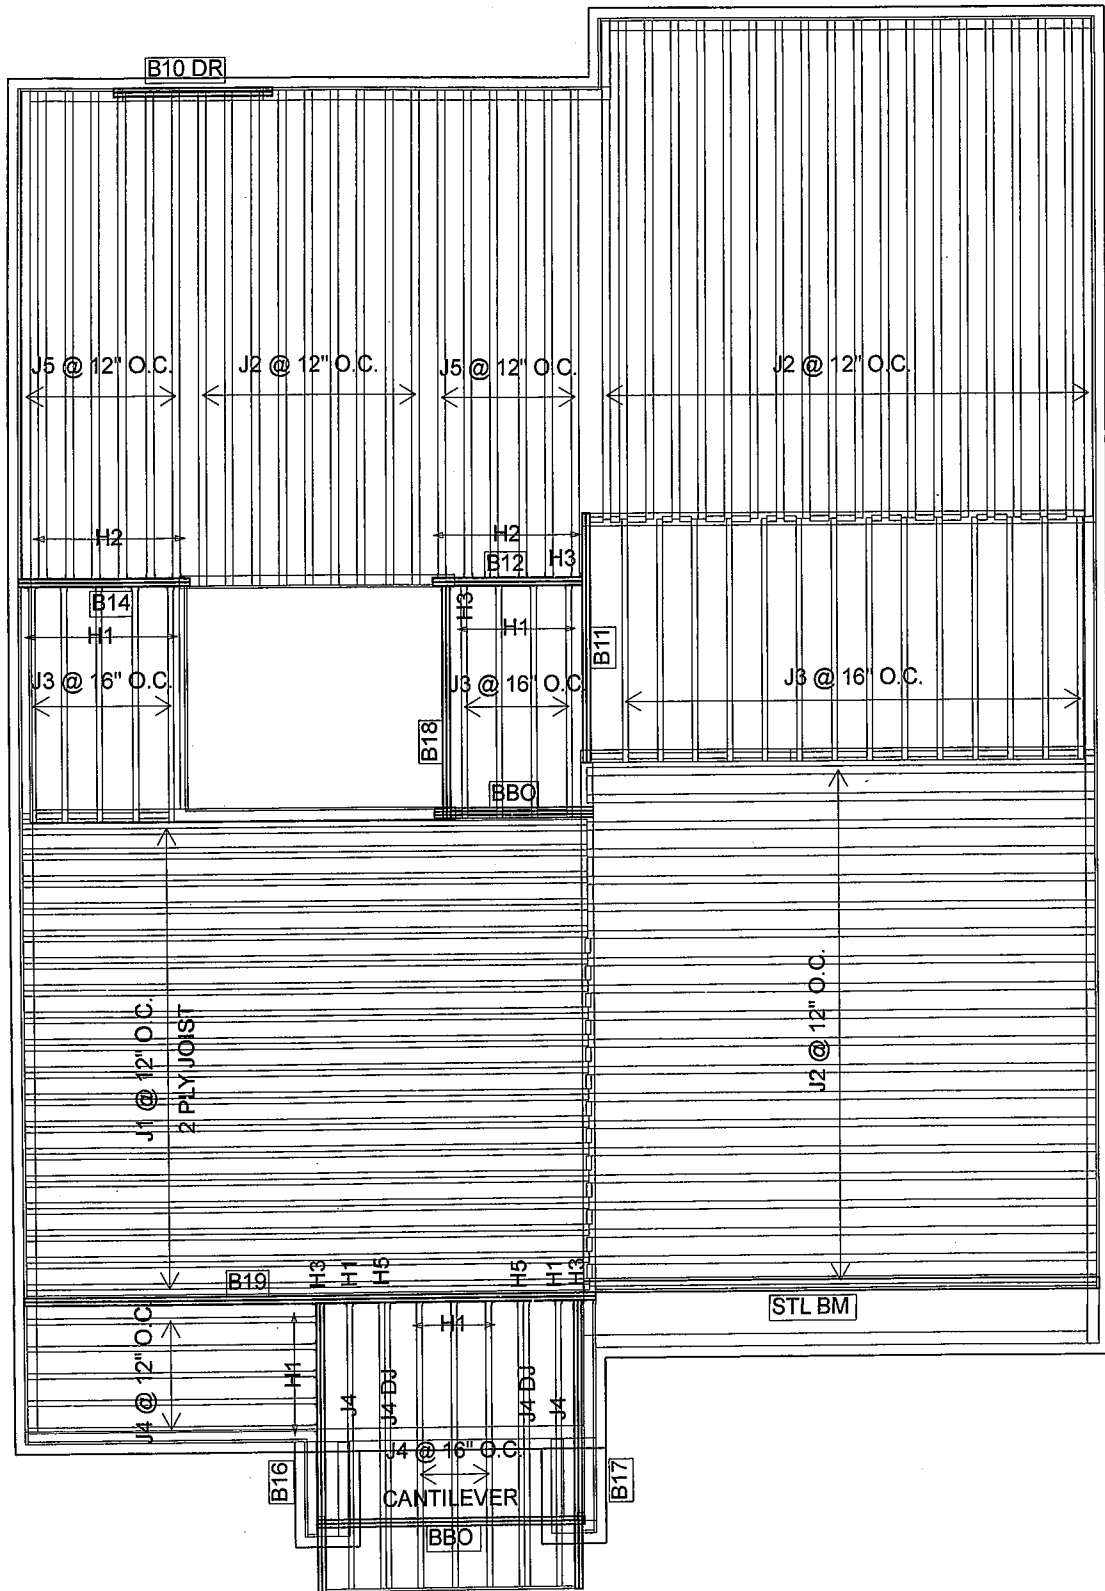 B10 DR
J5 @ 12" O.C.
J2 @ 12" O.C.
J5 @ 12" O.C.
J2 @ 12" O.C.
H2
H2
B12
H3
B14
H3
H1
H1
B11
J3 @ 16" O.C.
J3 @ 16" O.C.
J3 @ 16" O.C.
B18
BBO
J1 @ 12" O.C.
2 PLY JOIST
J2 @ 12" O.C.
B19
H3
H1
H5
H5
H1
H3
STL BM
J4 @ 12" O.C.
H1
H1
J4
J4 DJ
J4 DJ
J4
J4 @ 16" O.C.
B16
CANTILEVER
B17
BBO